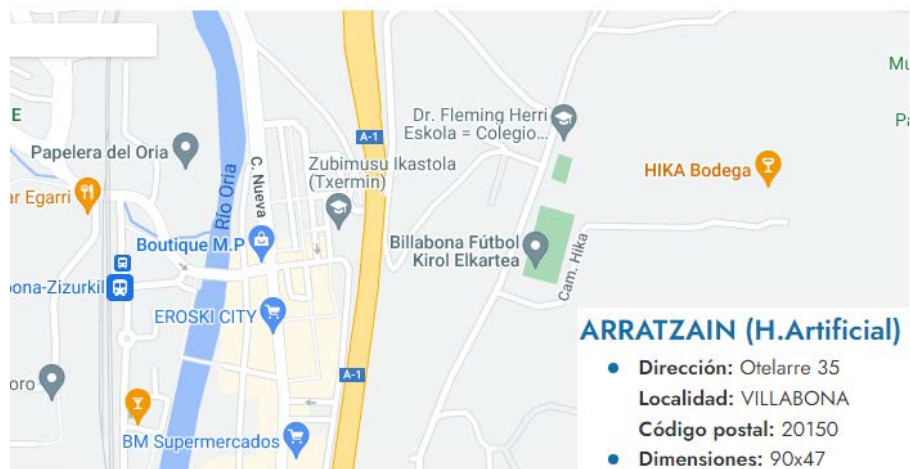 Mu
Dr. Fleming Herri
Eskola = Colegio...
E
Pa
A-1
Papelera del Oria
C. Nueva
Zubimusu Ikastola
(Txermin)
HIKA Bodega
Río Oria
ar Egarri
Boutique M.P
Billabona Fútbol
Kirol Elkartea
Cam. Hika
bona-Zizurkil
EROSKI CITY
ARRATZAIN (H.Artificial)
Dirección: Otelarre 35
Localidad: VILLABONA
Código postal: 20150
Dimensiones: 90x47
A-1
oro
BM Supermercados